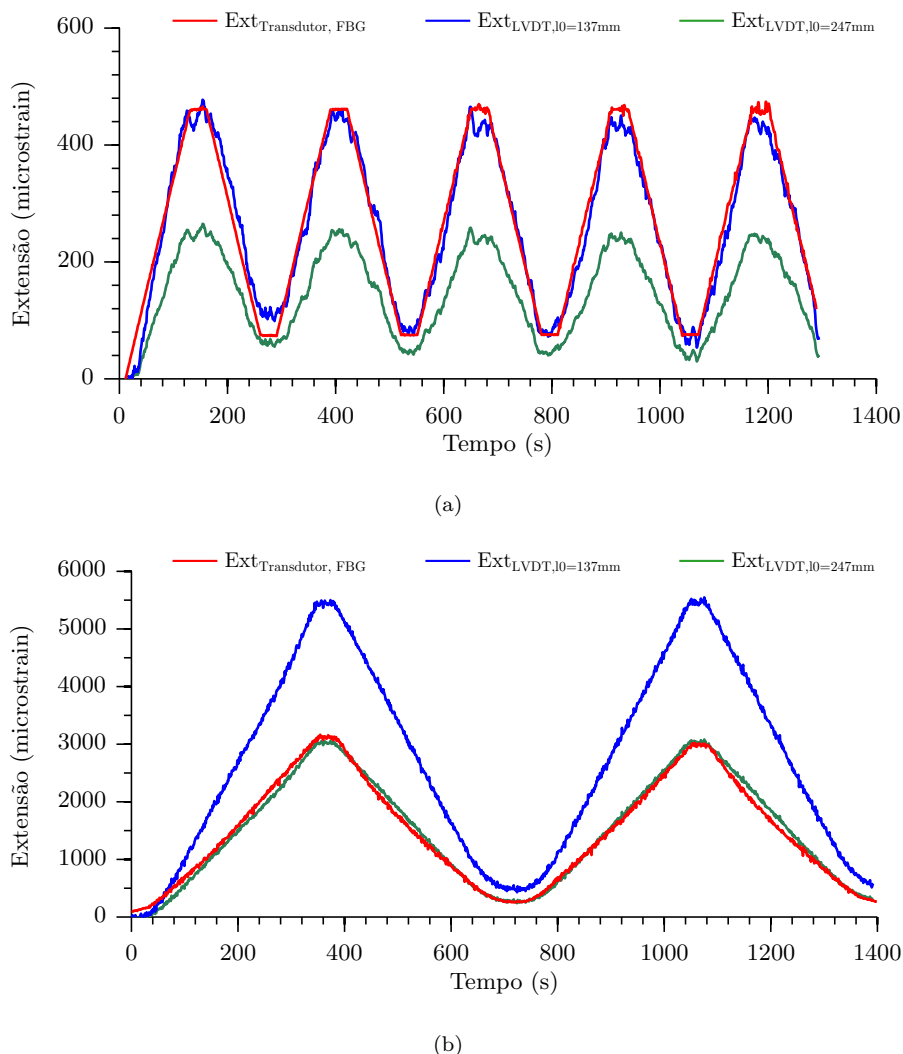 Ext_Transdutor, FBG Ext_LVDT,l0=137mm Ext_LVDT,l0=247mm
600
400
200
0
Extensão (microstrain)
0 200 400 600 800 1000 1200 1400
Tempo (s)
(a)
Ext_Transdutor, FBG Ext_LVDT,l0=137mm Ext_LVDT,l0=247mm
6000
5000
4000
3000
2000
1000
0
Extensão (microstrain)
0 200 400 600 800 1000 1200 1400
Tempo (s)
(b)